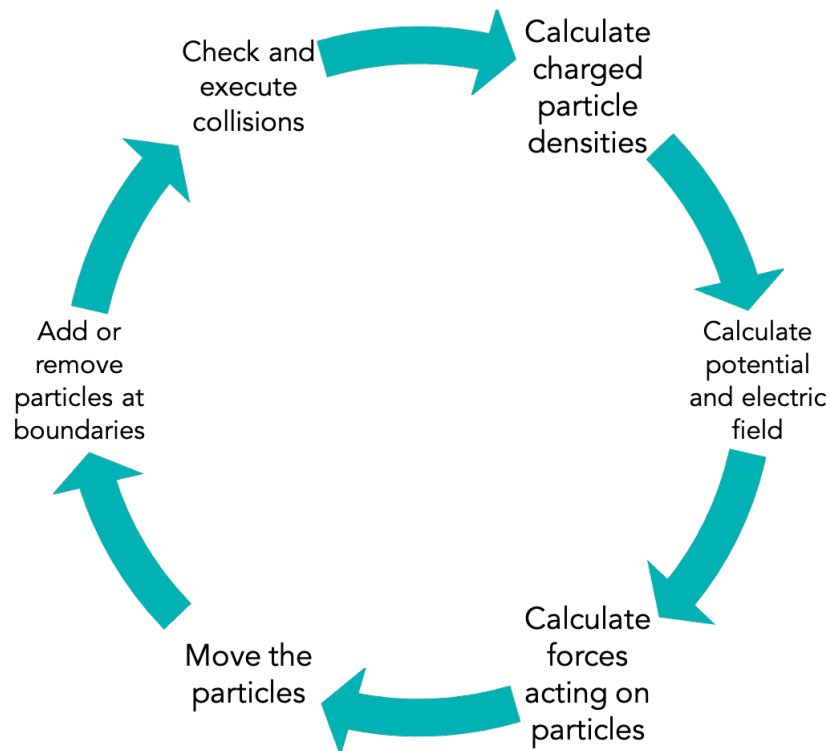 Check and
execute
collisions
Calculate
charged
particle
densities
Calculate
potential
and electric
field
Calculate
forces
acting on
particles
Move the
particles
Add or
remove
particles at
boundaries